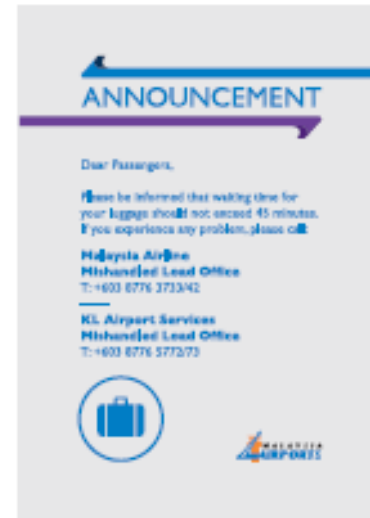 ANNOUNCEMENT
Dear Passengers,
Please be informed that waiting time for
your luggage should not exceed 45 minutes.
If you experience any problem, please call:
Malaysia Airline
Mishandled Load Office
T: +603 8776 3733/42
KL Airport Services
Mishandled Load Office
T: +603 8776 5772/73
MALAYSIA
AIRPORTS